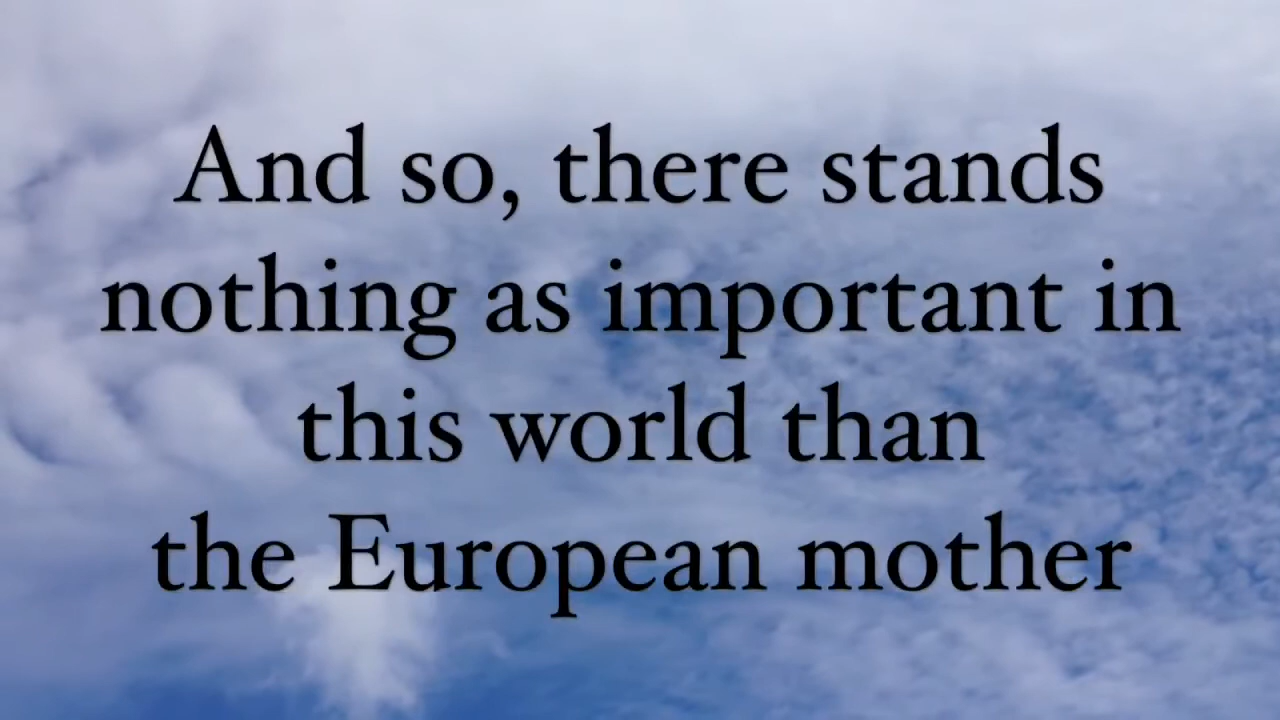 And so, there stands
nothing as important in
this world than
the European mother